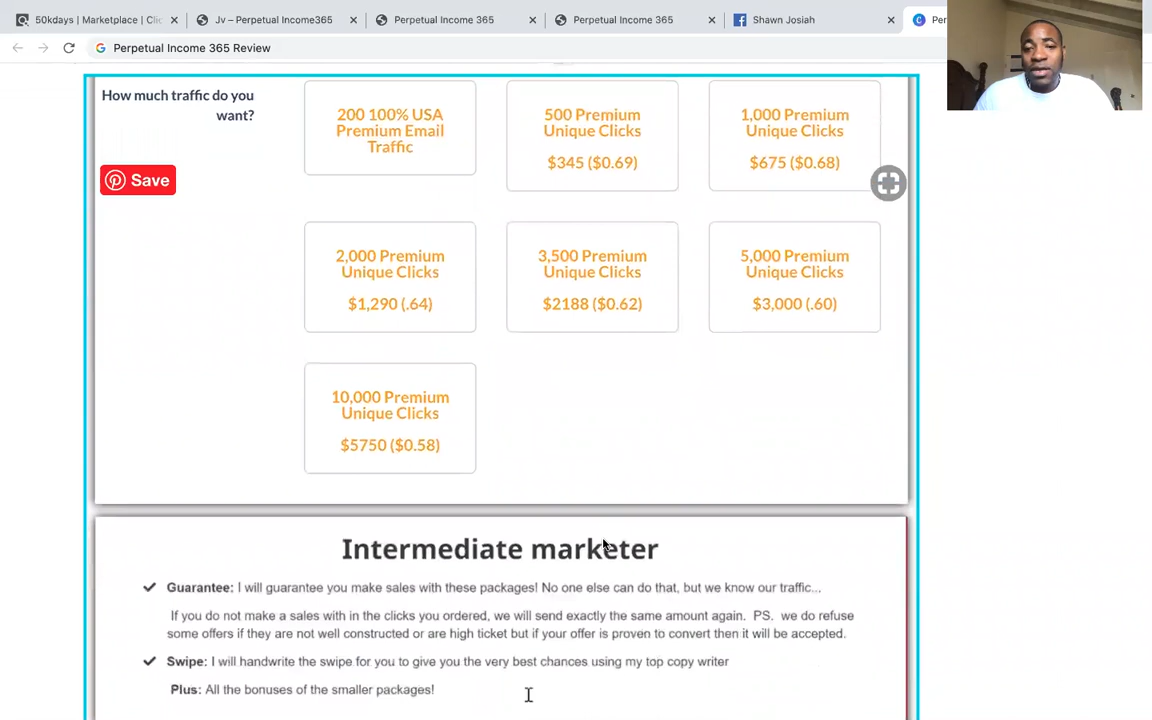 50kdays | Marketplace | Clic
Jv – Perpetual Income365
Perpetual Income 365
Perpetual Income 365
Shawn Josiah
Per
Perpetual Income 365 Review
How much traffic do you
want?
Save
200 100% USA
Premium Email
Traffic
500 Premium
Unique Clicks
$345 ($0.69)
1,000 Premium
Unique Clicks
$675 ($0.68)
2,000 Premium
Unique Clicks
$1,290 (.64)
3,500 Premium
Unique Clicks
$2188 ($0.62)
5,000 Premium
Unique Clicks
$3,000 (.60)
10,000 Premium
Unique Clicks
$5750 ($0.58)
Intermediate marketer
Guarantee: I will guarantee you make sales with these packages! No one else can do that, but we know our traffic...
If you do not make a sales with in the clicks you ordered, we will send exactly the same amount again. PS. we do refuse
some offers if they are not well constructed or are high ticket but if your offer is proven to convert then it will be accepted.
Swipe: I will handwrite the swipe for you to give you the very best chances using my top copy writer
Plus: All the bonuses of the smaller packages!